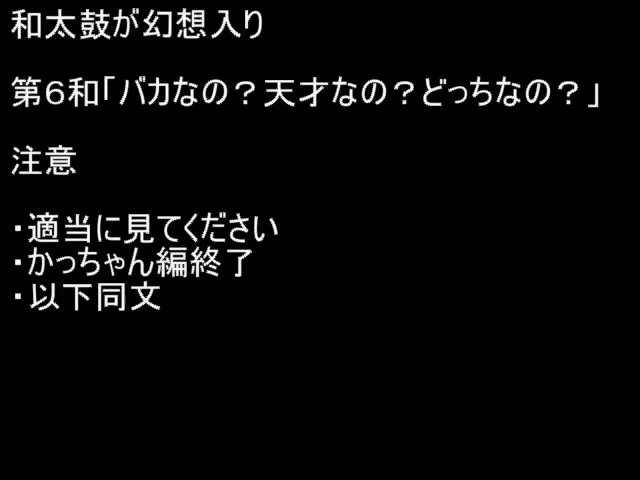 和太鼓が幻想入り
第６和「バカなの？天才なの？どっちなの？」
注意
・適当に見てください
・かっちゃん編終了
・以下同文